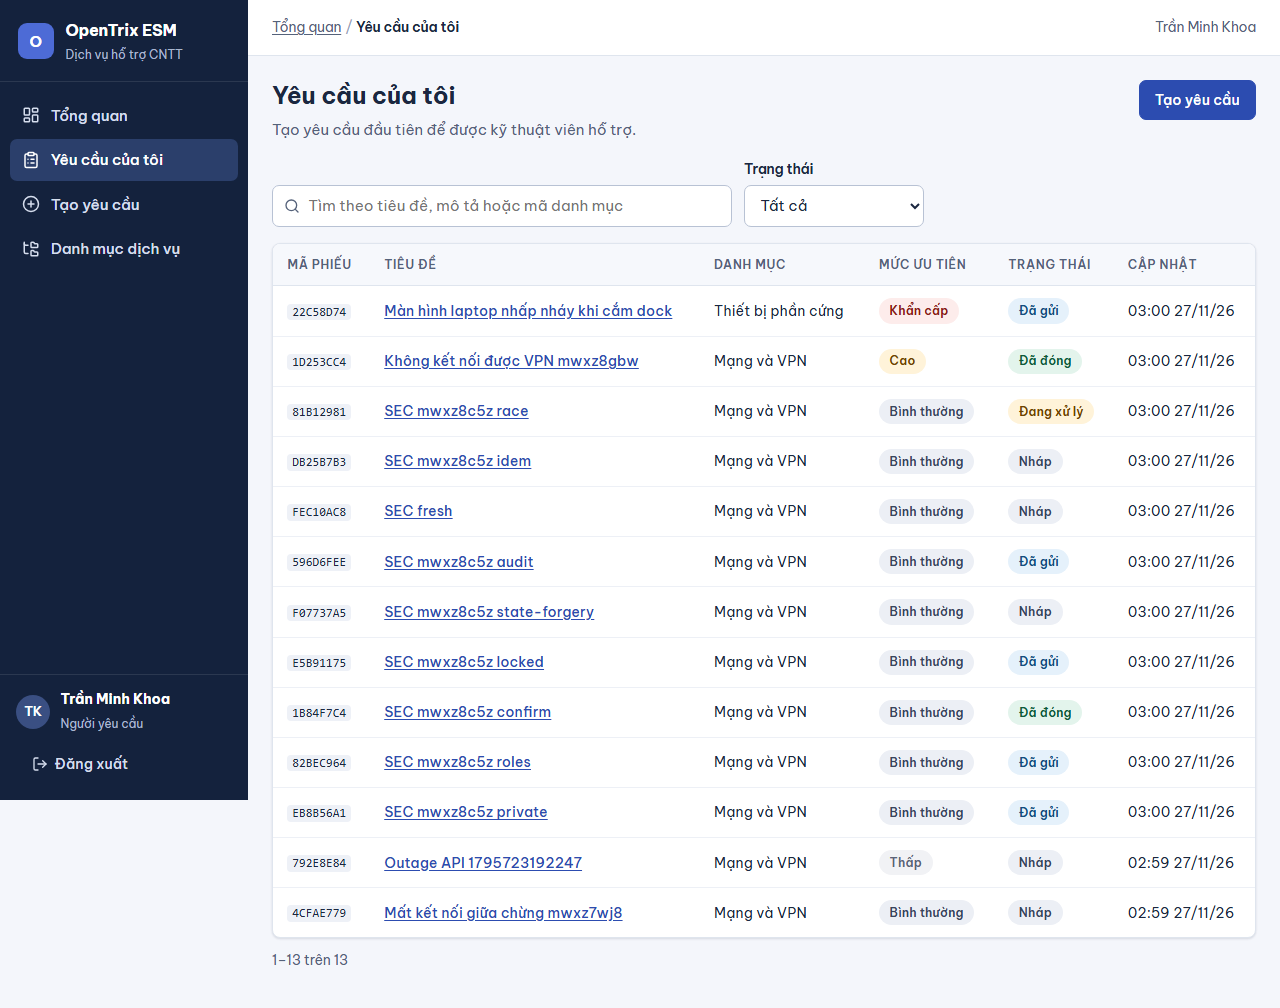 O
OpenTrix ESM
Dịch vụ hỗ trợ CNTT
Tổng quan
Yêu cầu của tôi
Tạo yêu cầu
Danh mục dịch vụ
TK
Trần Minh Khoa
Người yêu cầu
Đăng xuất
Tổng quan / Yêu cầu của tôi
Trần Minh Khoa
Yêu cầu của tôi
Tạo yêu cầu đầu tiên để được kỹ thuật viên hỗ trợ.
Tạo yêu cầu
Tìm theo tiêu đề, mô tả hoặc mã danh mục
Trạng thái
Tất cả
MÃ PHIẾU TIÊU ĐỀ DANH MỤC MỨC ƯU TIÊN TRẠNG THÁI CẬP NHẬT
22C58D74 Màn hình laptop nhấp nháy khi cắm dock Thiết bị phần cứng Khẩn cấp Đã gửi 03:00 27/11/26
1D253CC4 Không kết nối được VPN mwxz8gbw Mạng và VPN Cao Đã đóng 03:00 27/11/26
81B12981 SEC mwxz8c5z race Mạng và VPN Bình thường Đang xử lý 03:00 27/11/26
DB25B7B3 SEC mwxz8c5z idem Mạng và VPN Bình thường Nháp 03:00 27/11/26
FEC10AC8 SEC fresh Mạng và VPN Bình thường Nháp 03:00 27/11/26
596D6FEE SEC mwxz8c5z audit Mạng và VPN Bình thường Đã gửi 03:00 27/11/26
F07737A5 SEC mwxz8c5z state-forgery Mạng và VPN Bình thường Nháp 03:00 27/11/26
E5B91175 SEC mwxz8c5z locked Mạng và VPN Bình thường Đã gửi 03:00 27/11/26
1B84F7C4 SEC mwxz8c5z confirm Mạng và VPN Bình thường Đã đóng 03:00 27/11/26
82BEC964 SEC mwxz8c5z roles Mạng và VPN Bình thường Đã gửi 03:00 27/11/26
EB8B56A1 SEC mwxz8c5z private Mạng và VPN Bình thường Đã gửi 03:00 27/11/26
792E8E84 Outage API 1795723192247 Mạng và VPN Thấp Nháp 02:59 27/11/26
4CFAE779 Mất kết nối giữa chừng mwxz7wj8 Mạng và VPN Bình thường Nháp 02:59 27/11/26
1–13 trên 13